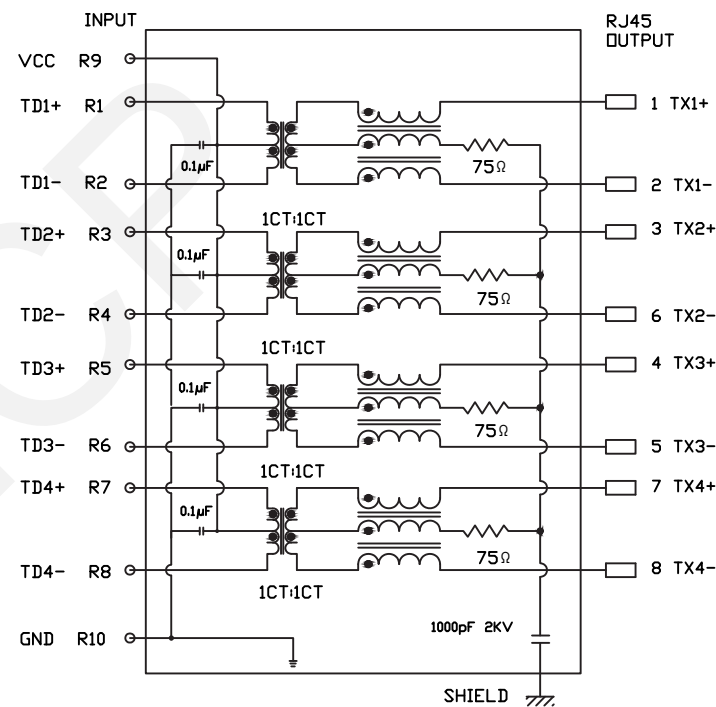 INPUT
RJ45
OUTPUT
VCC R9
TD1+ R1
1 TX1+
0.1µF
75Ω
TD1- R2
2 TX1-
1CT:1CT
TD2+ R3
3 TX2+
0.1µF
75Ω
TD2- R4
6 TX2-
1CT:1CT
TD3+ R5
4 TX3+
0.1µF
75Ω
TD3- R6
5 TX3-
1CT:1CT
TD4+ R7
7 TX4+
0.1µF
75Ω
TD4- R8
8 TX4-
1CT:1CT
1000pF 2KV
GND R10
SHIELD